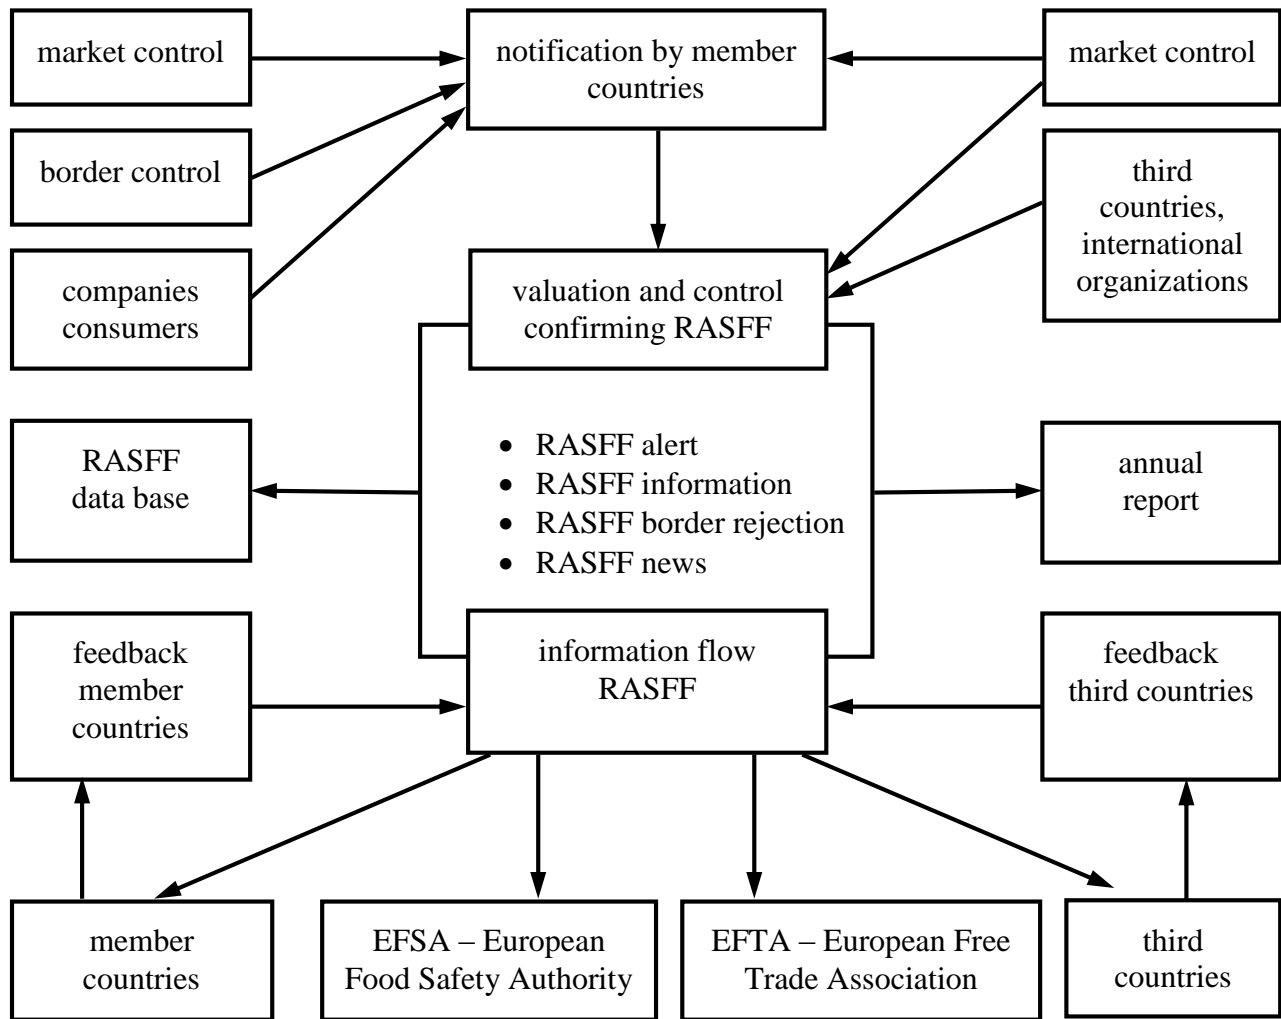 market control
notification by member
countries
market control
border control
third
countries,
international
organizations
companies
consumers
valuation and control
confirming RASFF
RASFF
data base
• RASFF alert
• RASFF information
• RASFF border rejection
• RASFF news
annual
report
feedback
member
countries
information flow
RASFF
feedback
third countries
member
countries
EFSA – European
Food Safety Authority
EFTA – European Free
Trade Association
third
countries